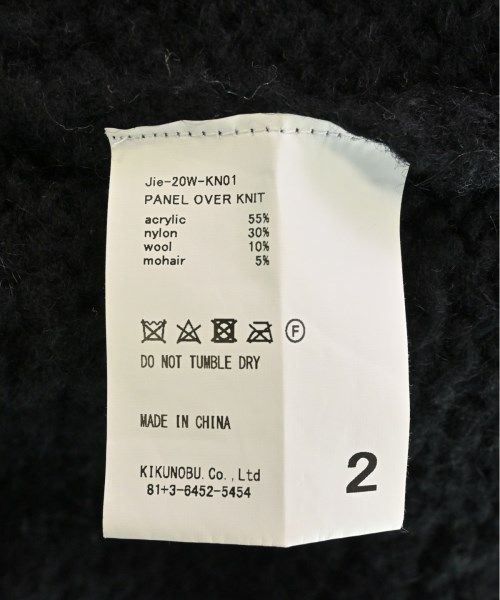 Jie-20W-KN01
PANEL OVER KNIT
acrylic 55%
nylon 30%
wool 10%
mohair 5%
F
DO NOT TUMBLE DRY
MADE IN CHINA
KIKUNOBU. Co., Ltd
81+3-6452-5454
2